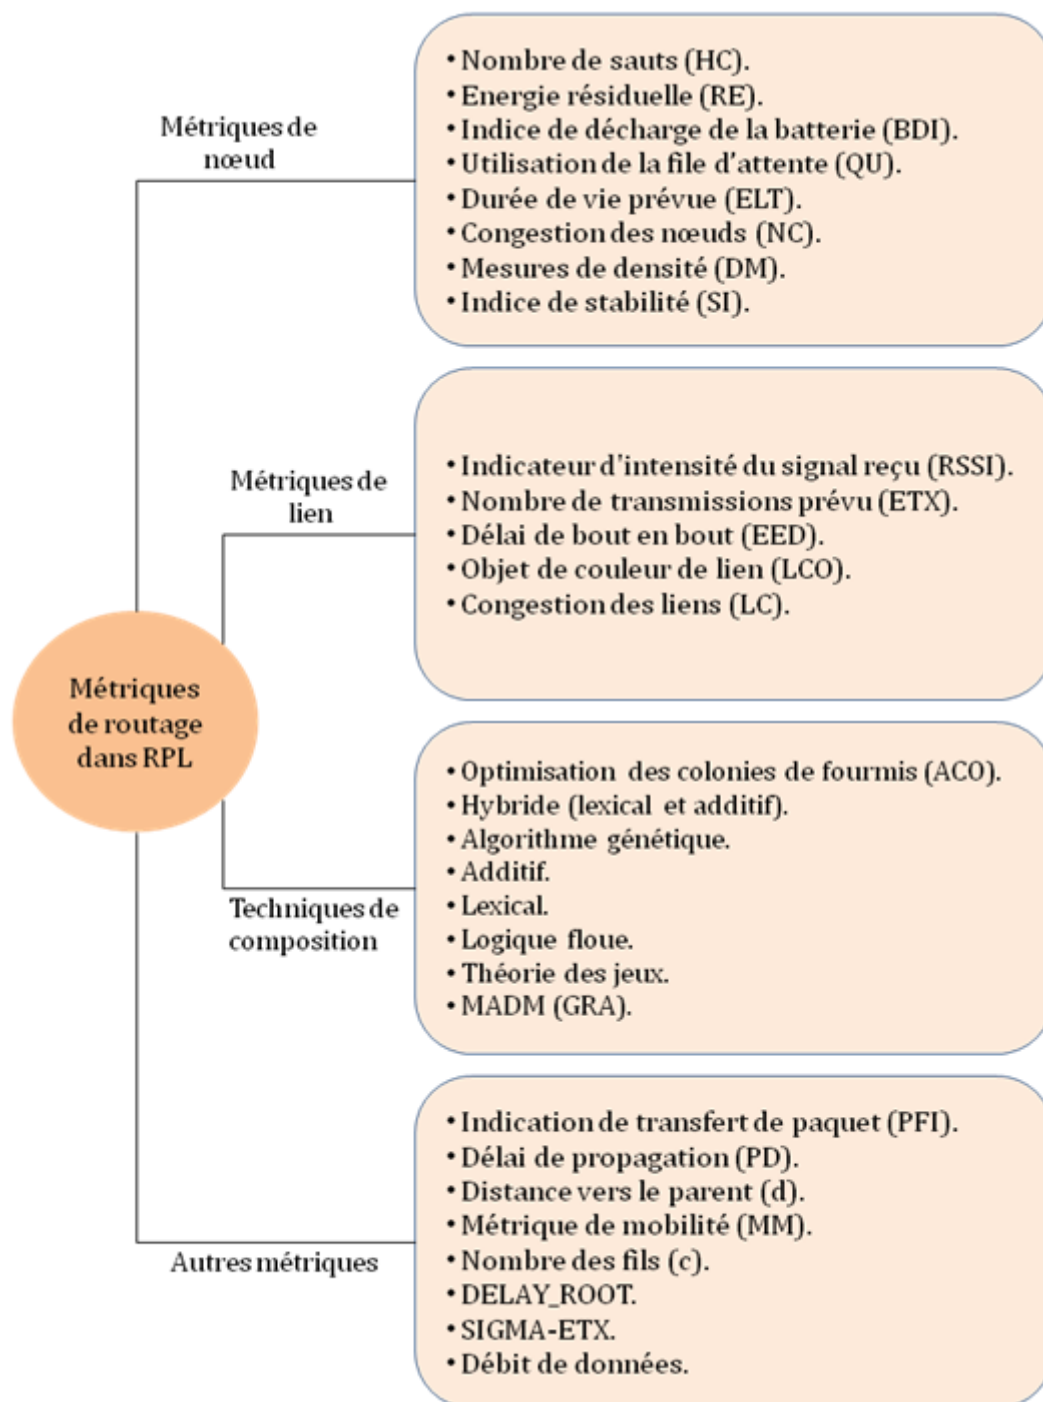 Métriques de routage dans RPL
Métriques de
nœud
• Nombre de sauts (HC).
• Energie résiduelle (RE).
• Indice de décharge de la batterie (BDI).
• Utilisation de la file d'attente (QU).
• Durée de vie prévue (ELT).
• Congestion des nœuds (NC).
• Mesures de densité (DM).
• Indice de stabilité (SI).
Métriques de
lien
• Indicateur d'intensité du signal reçu (RSSI).
• Nombre de transmissions prévu (ETX).
• Délai de bout en bout (EED).
• Objet de couleur de lien (LCO).
• Congestion des liens (LC).
Techniques de
composition
• Optimisation des colonies de fourmis (ACO).
• Hybride (lexical et additif).
• Algorithme génétique.
• Additif.
• Lexical.
• Logique floue.
• Théorie des jeux.
• MADM (GRA).
Autres métriques
• Indication de transfert de paquet (PFI).
• Délai de propagation (PD).
• Distance vers le parent (d).
• Métrique de mobilité (MM).
• Nombre des fils (c).
• DELAY_ROOT.
• SIGMA-ETX.
• Débit de données.